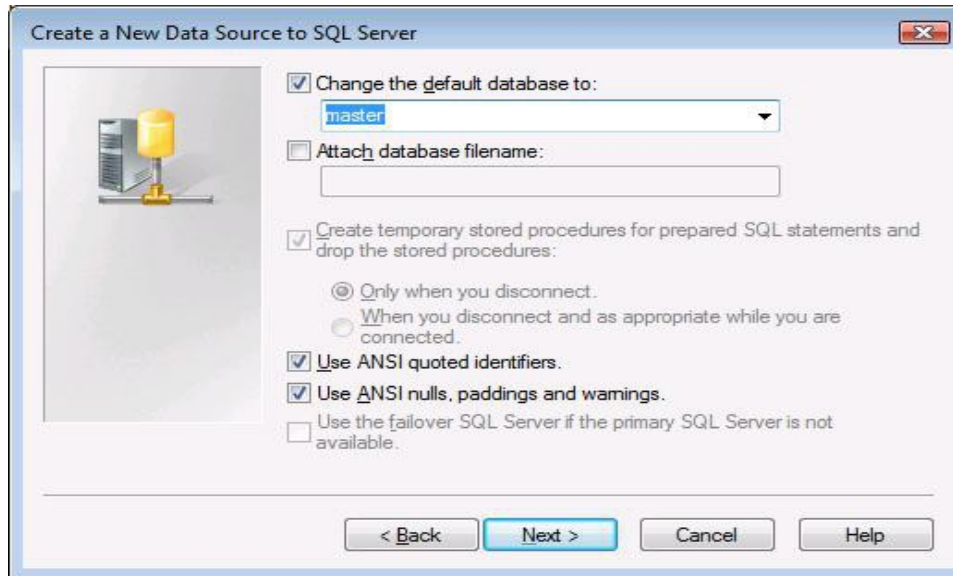 Create a New Data Source to SQL Server
Change the default database to:
master
Attach database filename:
Create temporary stored procedures for prepared SQL statements and
drop the stored procedures:
Only when you disconnect.
When you disconnect and as appropriate while you are
connected.
Use ANSI quoted identifiers.
Use ANSI nulls, paddings and warnings.
Use the failover SQL Server if the primary SQL Server is not
available.
< Back
Next >
Cancel
Help